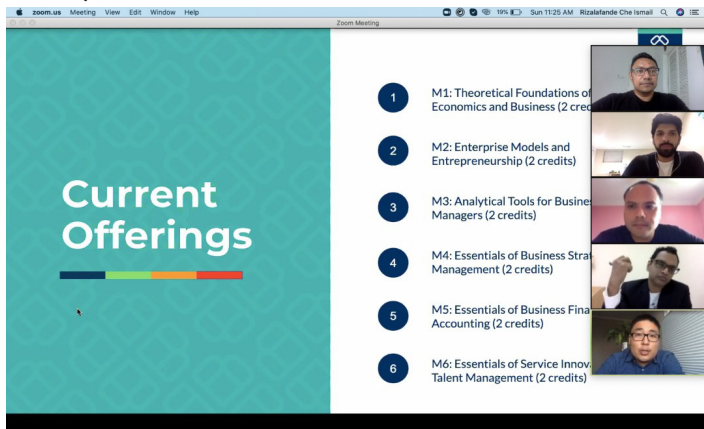 zoom.us Meeting View Edit Window Help
19% Sun 11:25 AM Rizalafande Che Ismail
Zoom Meeting
Current
Offerings
1
M1: Theoretical Foundations of
Economics and Business (2 cred
2
M2: Enterprise Models and
Entrepreneurship (2 credits)
3
M3: Analytical Tools for Busine
Managers (2 credits)
4
M4: Essentials of Business Strat
Management (2 credits)
5
M5: Essentials of Business Fina
Accounting (2 credits)
6
M6: Essentials of Service Innov
Talent Management (2 credits)